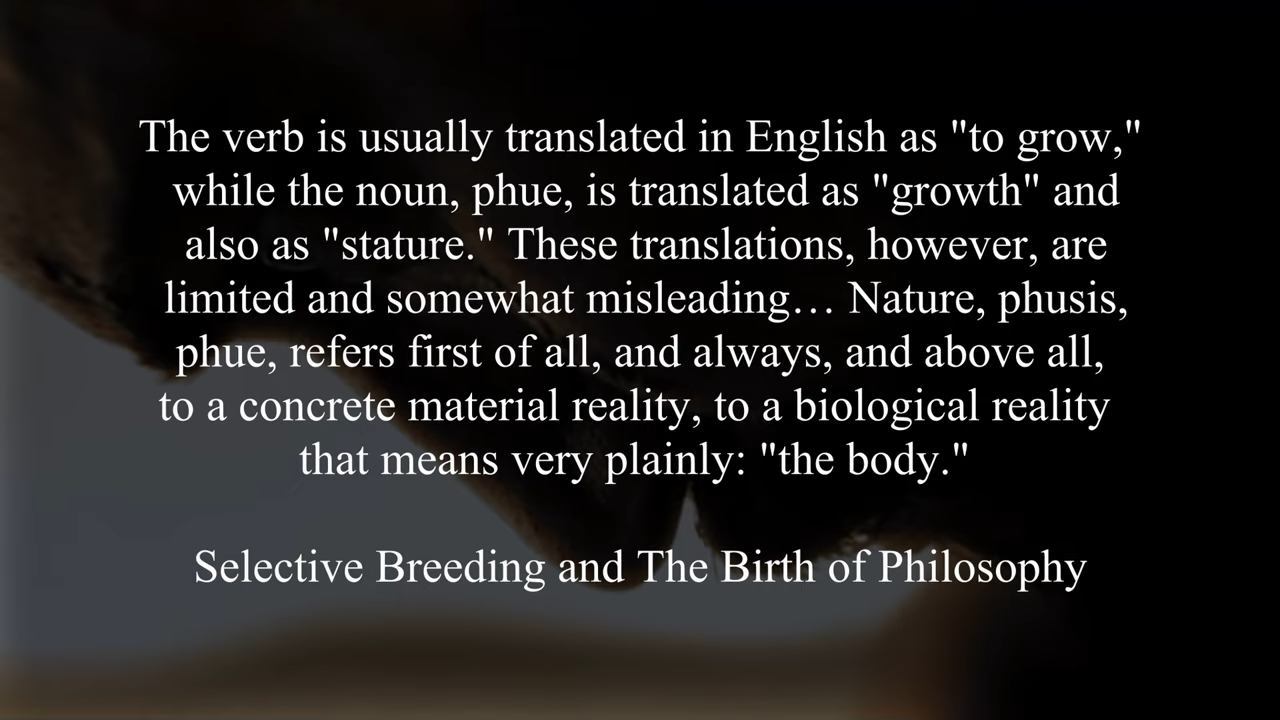 The verb is usually translated in English as "to grow,"
while the noun, phue, is translated as "growth" and
also as "stature." These translations, however, are
limited and somewhat misleading… Nature, phusis,
phue, refers first of all, and always, and above all,
to a concrete material reality, to a biological reality
that means very plainly: "the body."
Selective Breeding and The Birth of Philosophy